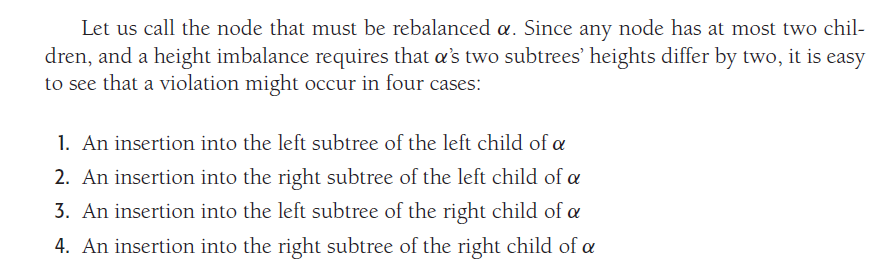 Let us call the node that must be rebalanced α. Since any node has at most two chil-
dren, and a height imbalance requires that α’s two subtrees’ heights differ by two, it is easy
to see that a violation might occur in four cases:
1. An insertion into the left subtree of the left child of α
2. An insertion into the right subtree of the left child of α
3. An insertion into the left subtree of the right child of α
4. An insertion into the right subtree of the right child of α